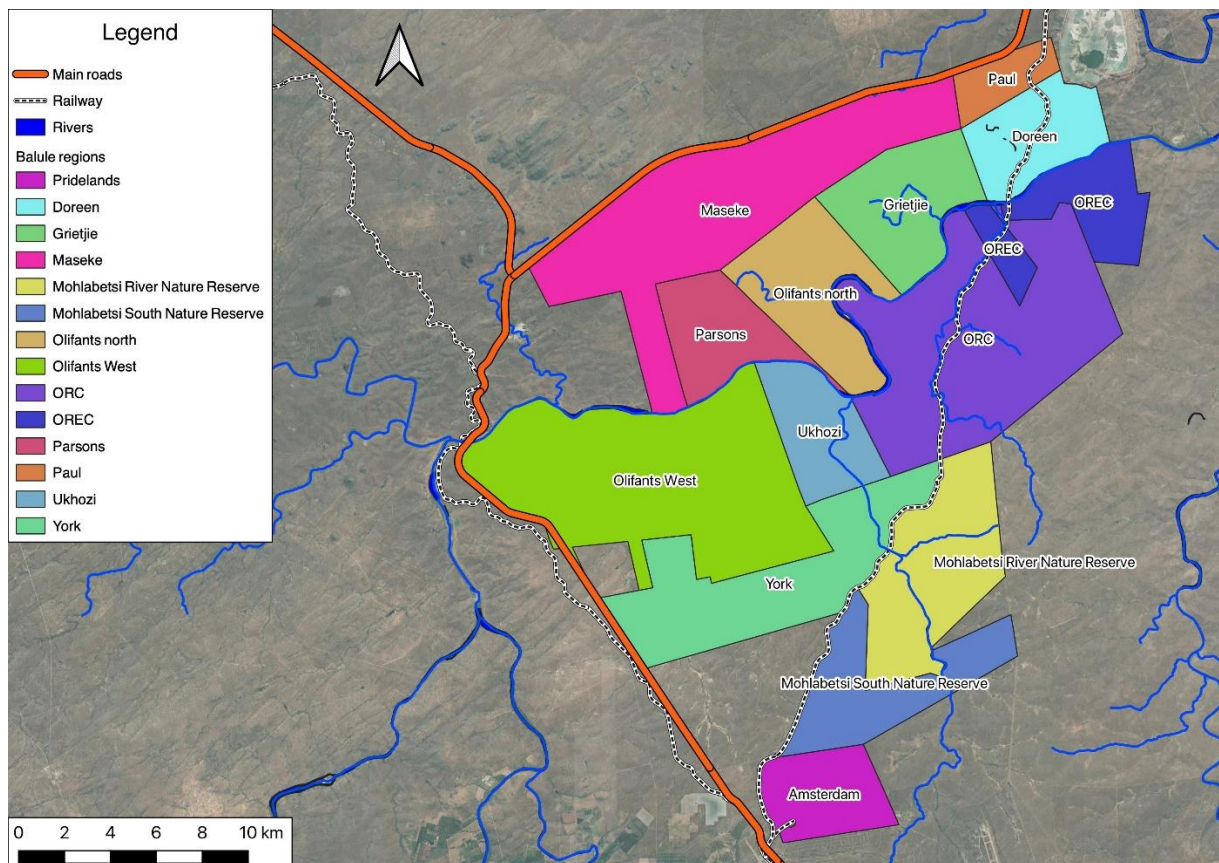 Legend
Main roads
Railway
Rivers
Balule regions
Pridelands
Doreen
Grietjie
Maseke
Mohlabetsi River Nature Reserve
Mohlabetsi South Nature Reserve
Olifants north
Olifants West
ORC
OREC
Parsons
Paul
Ukhozi
York
Paul
Doreen
OREC
Grietjie
Maseke
OREC
Olifants north
Parsons
ORC
Ukhozi
Olifants West
Mohlabetsi River Nature Reserve
York
Mohlabetsi South Nature Reserve
Amsterdam
0 2 4 6 8 10 km